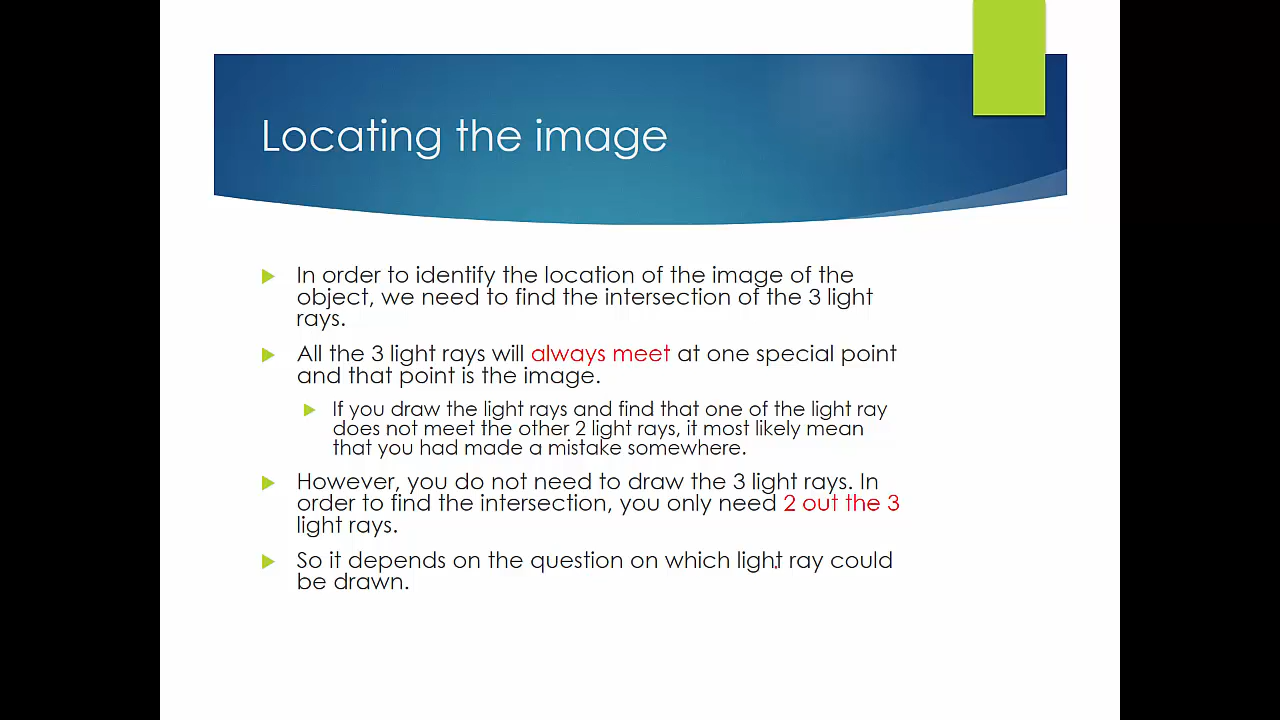 Locating the image
In order to identify the location of the image of the
object, we need to find the intersection of the 3 light
rays.
All the 3 light rays will always meet at one special point
and that point is the image.
If you draw the light rays and find that one of the light ray
does not meet the other 2 light rays, it most likely mean
that you had made a mistake somewhere.
However, you do not need to draw the 3 light rays. In
order to find the intersection, you only need 2 out the 3
light rays.
So it depends on the question on which light ray could
be drawn.